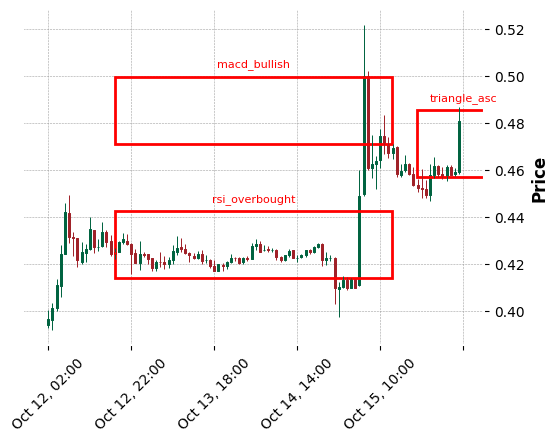 macd_bullish
triangle_asc
rsi_overbought
0.52
0.50
0.48
0.46
0.44
0.42
0.40
Price
Oct 12, 02:00
Oct 12, 22:00
Oct 13, 18:00
Oct 14, 14:00
Oct 15, 10:00